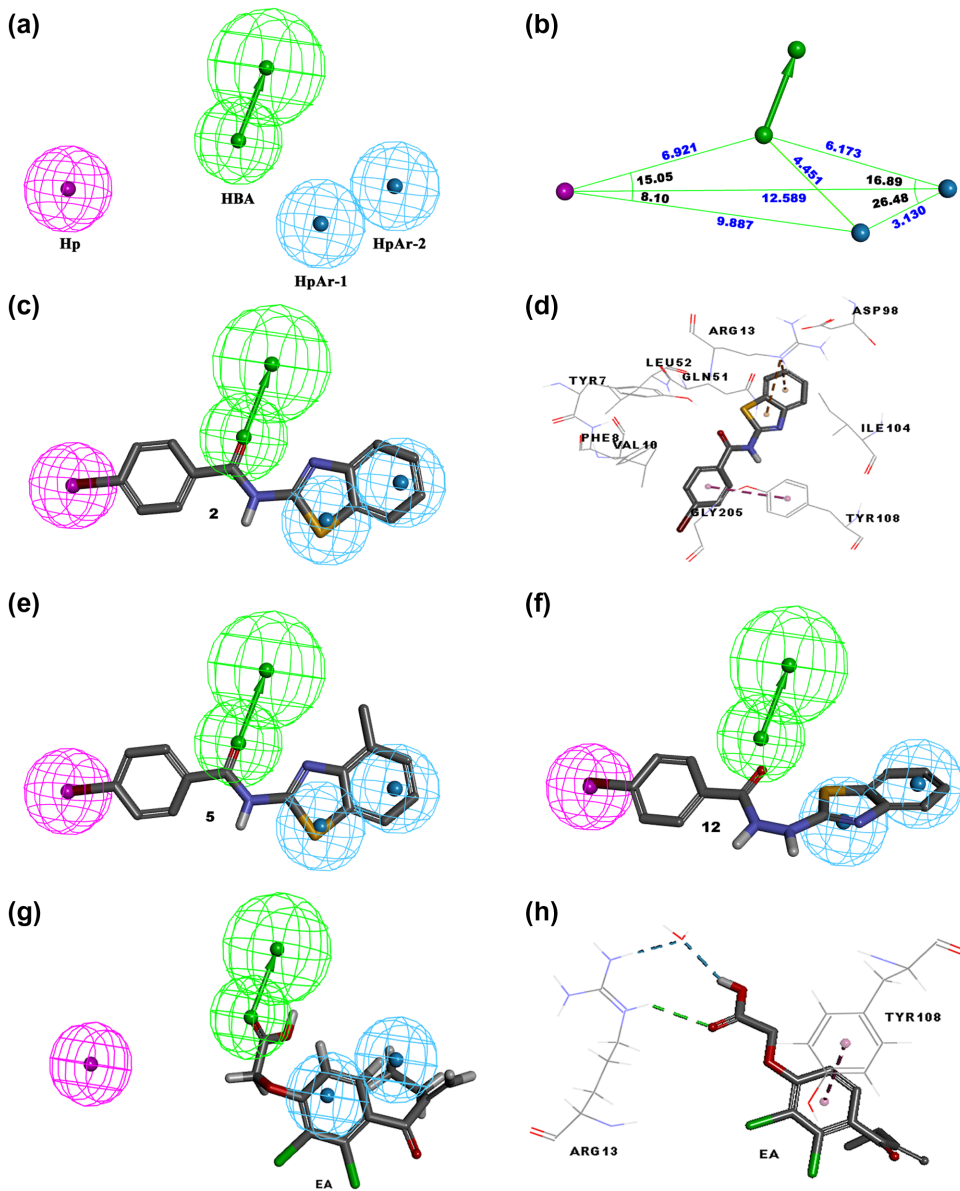 (a)
HBA
Hp
HpAr-1
HpAr-2
(b)
6.921
4.451
6.173
15.05
8.10
12.589
16.89
26.48
9.887
3.130
(c)
2
(d)
ASP98
ARG13
LEU52
GLN51
TYR7
PHE8
VAL10
ILE104
GLY205
TYR108
(e)
5
(f)
12
(g)
EA
(h)
TYR108
ARG13
EA